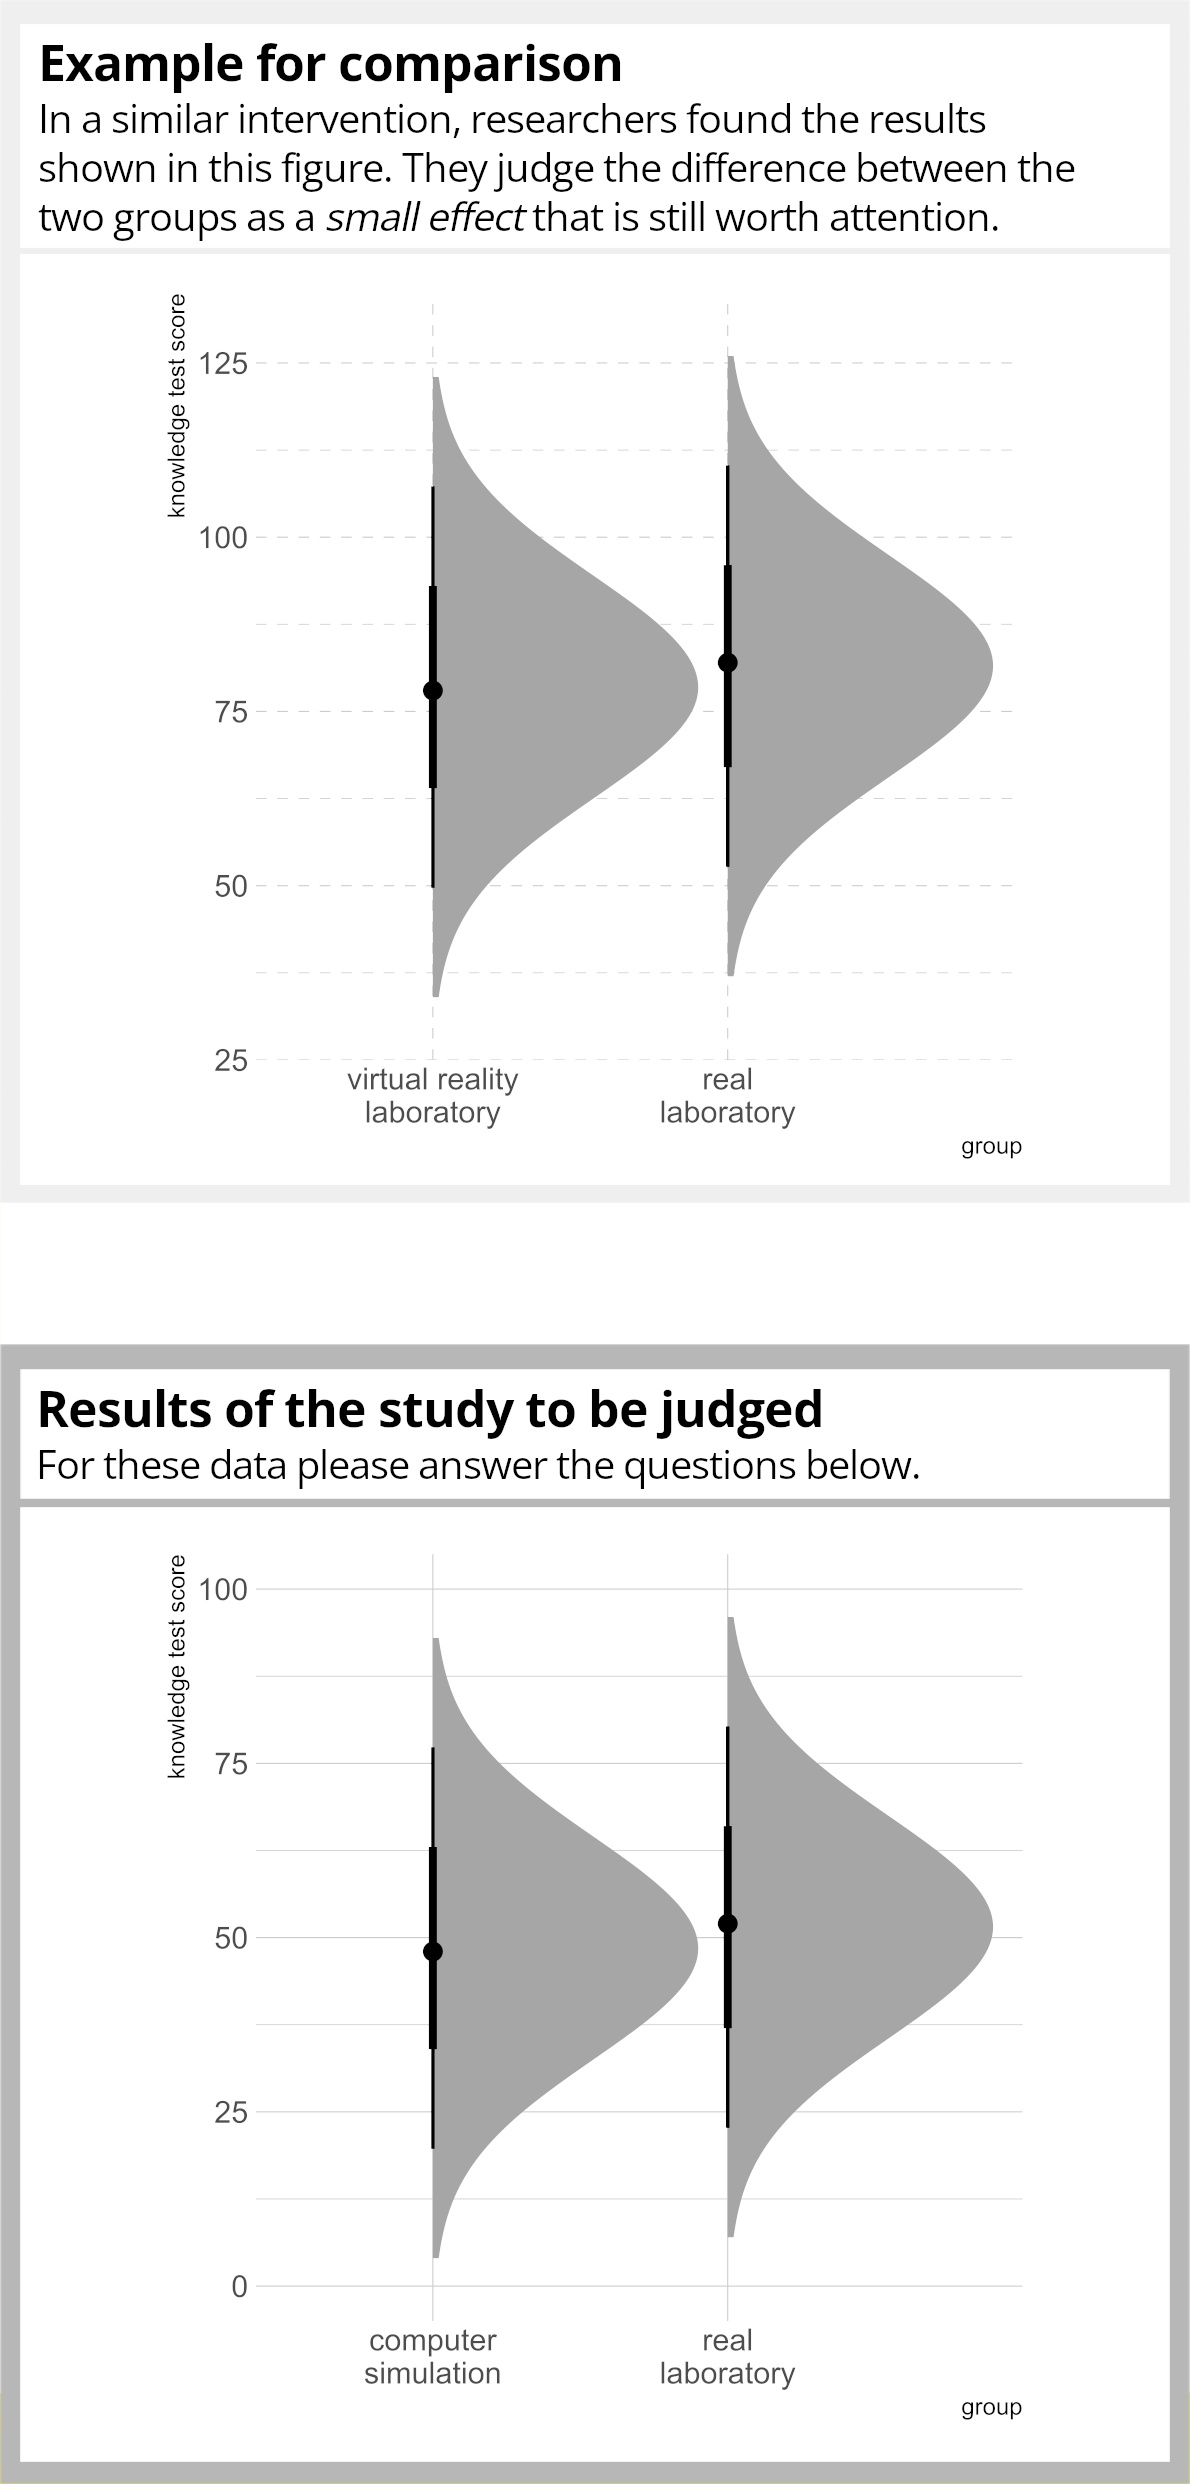 Example for comparison
In a similar intervention, researchers found the results
shown in this figure. They judge the difference between the
two groups as a small effect that is still worth attention.
knowledge test score
125
100
75
50
25
virtual reality
laboratory
real
laboratory
group
Results of the study to be judged
For these data please answer the questions below.
knowledge test score
100
75
50
25
0
computer
simulation
real
laboratory
group